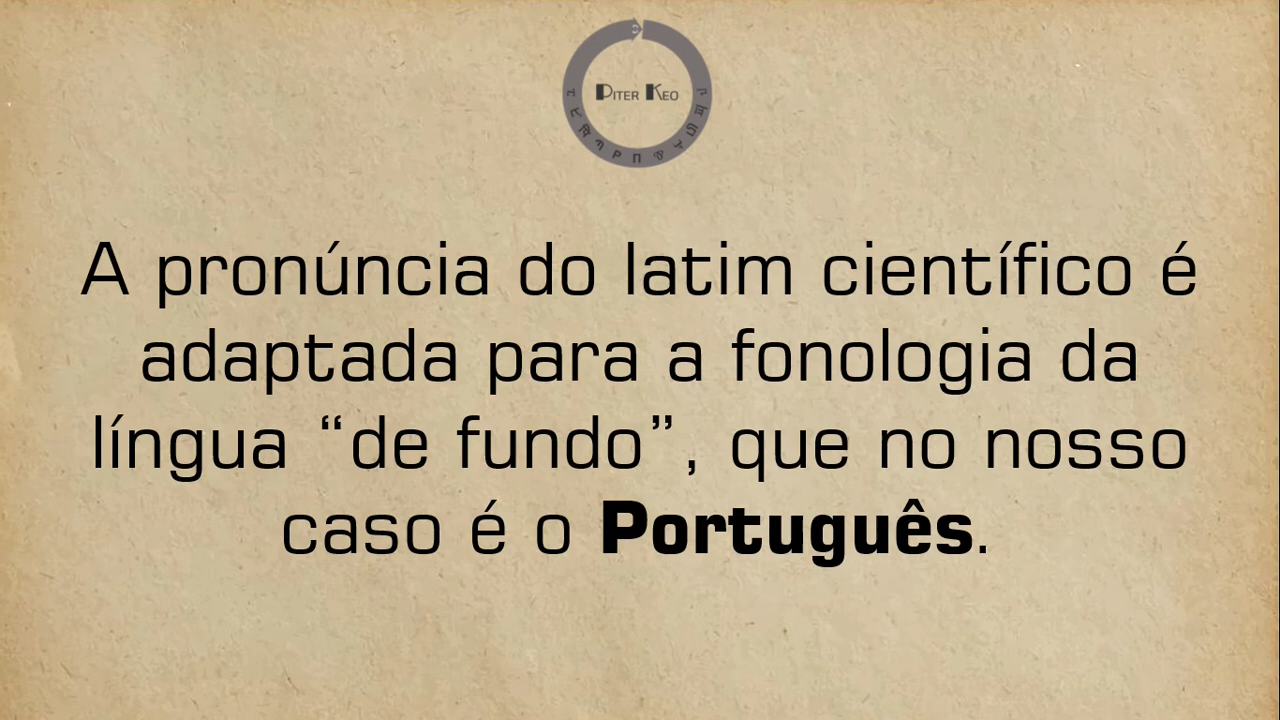 PITER KEO
A pronúncia do latim científico é
adaptada para a fonologia da
língua “de fundo”, que no nosso
caso é o Português.